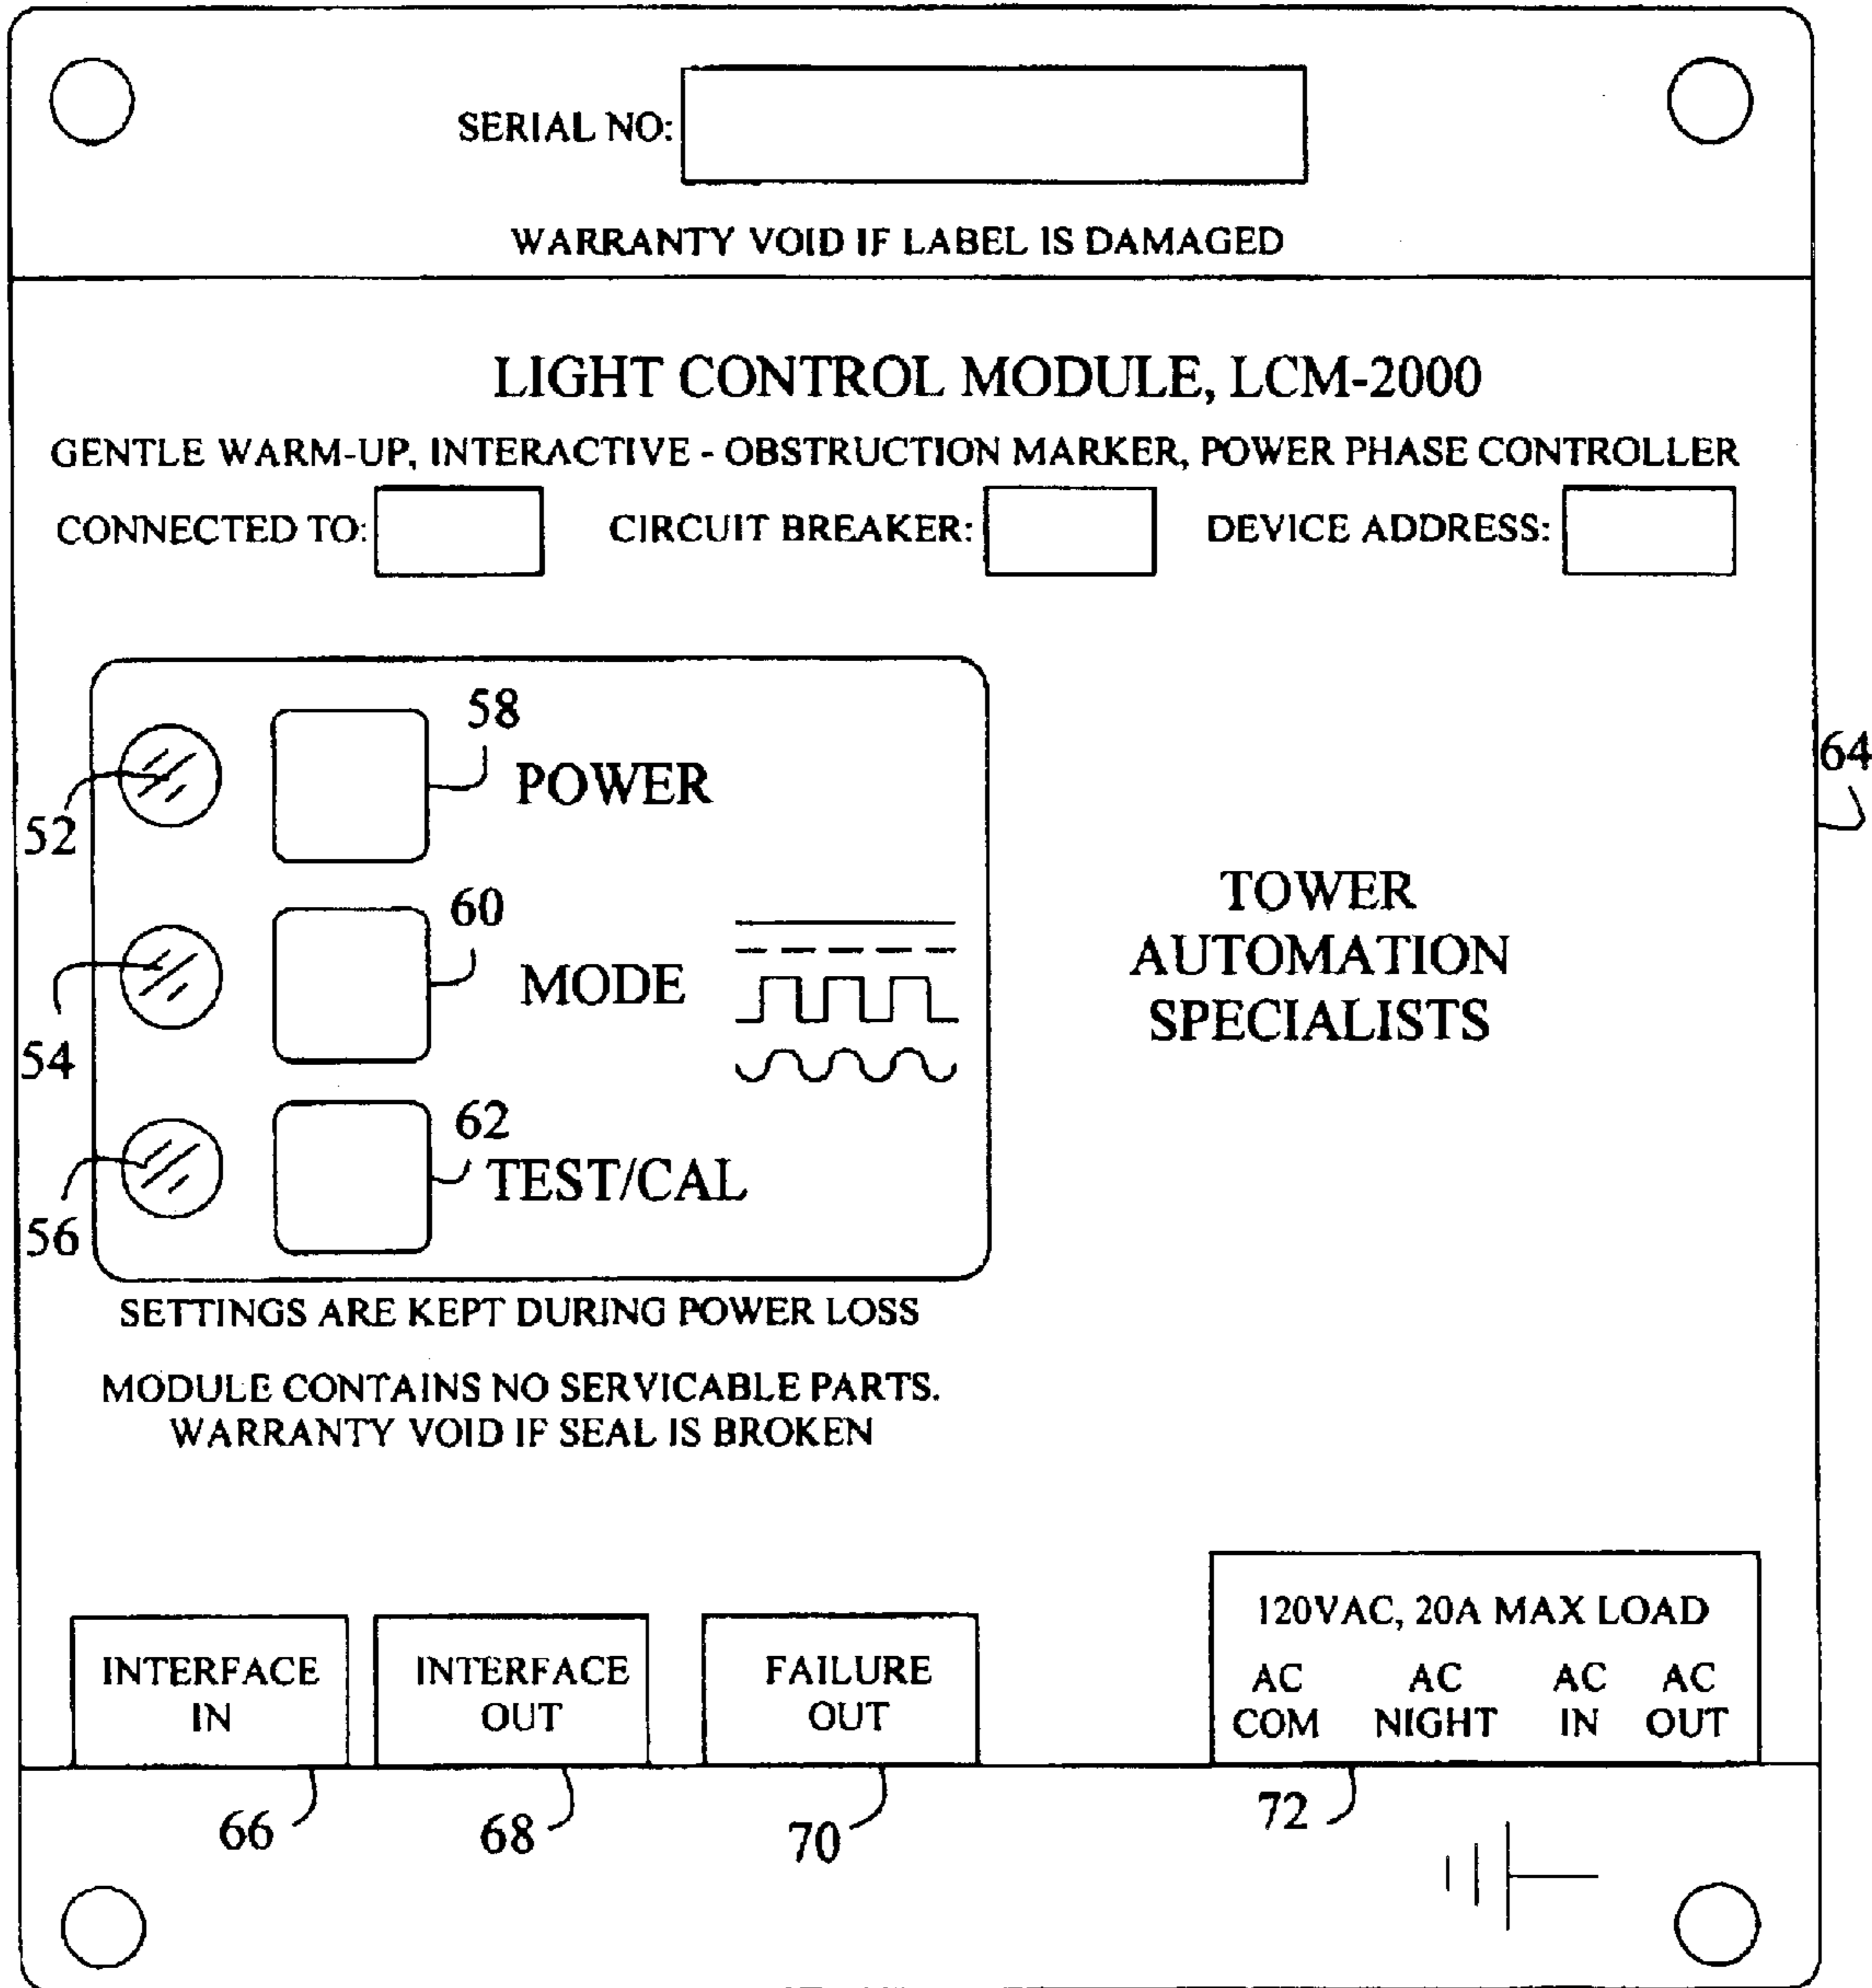 SERIAL NO:
WARRANTY VOID IF LABEL IS DAMAGED
LIGHT CONTROL MODULE, LCM-2000
GENTLE WARM-UP, INTERACTIVE - OBSTRUCTION MARKER, POWER PHASE CONTROLLER
CONNECTED TO: CIRCUIT BREAKER: DEVICE ADDRESS:
58
POWER
52
64
60
MODE
54
62
TEST/CAL
56
TOWER
AUTOMATION
SPECIALISTS
SETTINGS ARE KEPT DURING POWER LOSS
MODULE CONTAINS NO SERVICABLE PARTS.
WARRANTY VOID IF SEAL IS BROKEN
INTERFACE
IN
INTERFACE
OUT
FAILURE
OUT
120VAC, 20A MAX LOAD
AC AC AC AC
COM NIGHT IN OUT
66 68 70 72